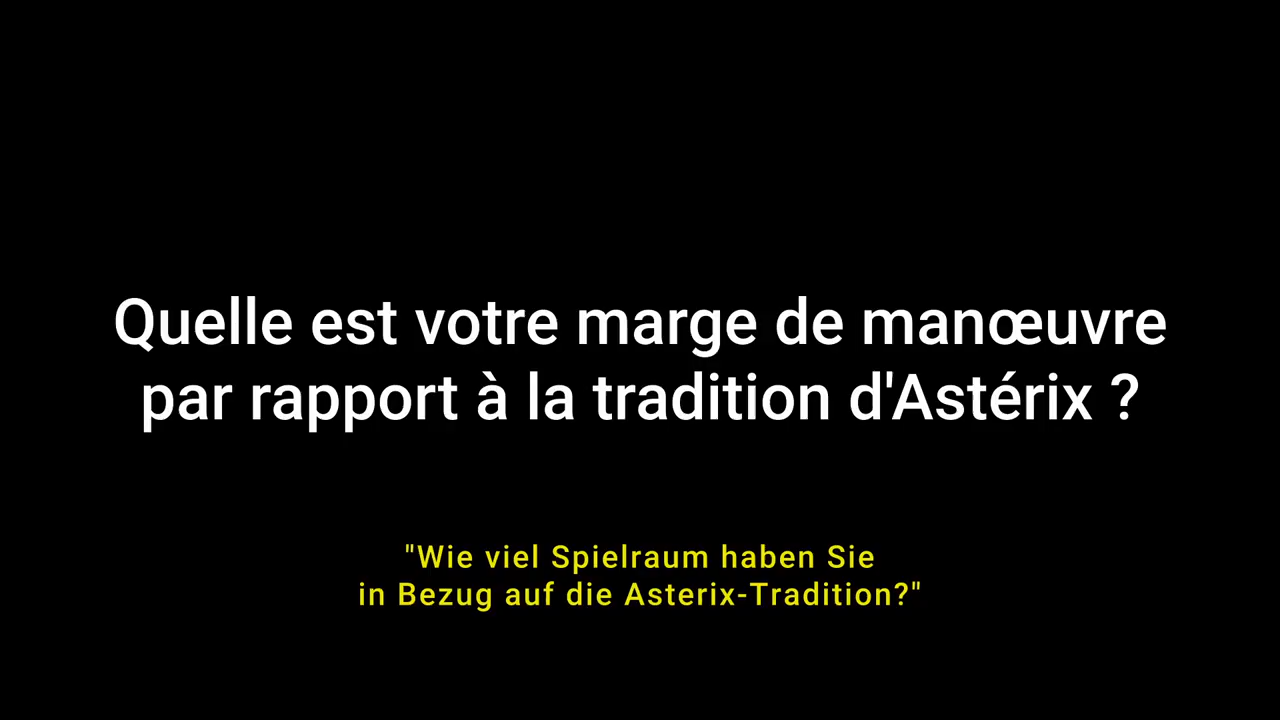 Quelle est votre marge de manœuvre
par rapport à la tradition d'Astérix ?
"Wie viel Spielraum haben Sie
in Bezug auf die Asterix-Tradition?"